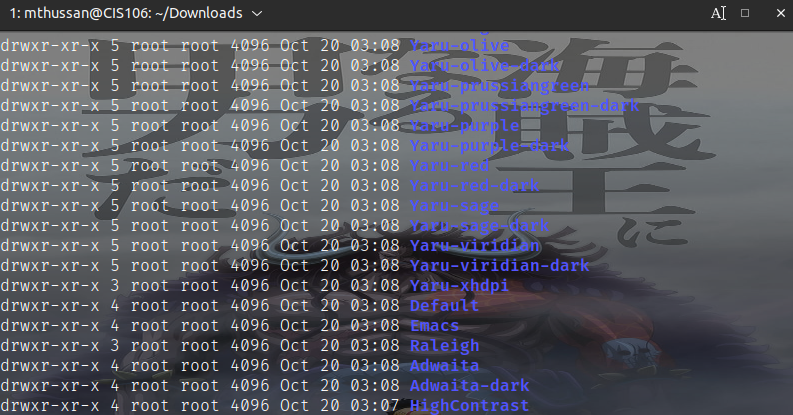 1: mthussan@CIS106: ~/Downloads
drwxr-xr-x 5 root root 4096 Oct 20 03:08 Yaru-olive
drwxr-xr-x 5 root root 4096 Oct 20 03:08 Yaru-olive-dark
drwxr-xr-x 5 root root 4096 Oct 20 03:08 Yaru-prussiangreen
drwxr-xr-x 5 root root 4096 Oct 20 03:08 Yaru-prussiangreen-dark
drwxr-xr-x 5 root root 4096 Oct 20 03:08 Yaru-purple
drwxr-xr-x 5 root root 4096 Oct 20 03:08 Yaru-purple-dark
drwxr-xr-x 5 root root 4096 Oct 20 03:08 Yaru-red
drwxr-xr-x 5 root root 4096 Oct 20 03:08 Yaru-red-dark
drwxr-xr-x 5 root root 4096 Oct 20 03:08 Yaru-sage
drwxr-xr-x 5 root root 4096 Oct 20 03:08 Yaru-sage-dark
drwxr-xr-x 5 root root 4096 Oct 20 03:08 Yaru-viridian
drwxr-xr-x 5 root root 4096 Oct 20 03:08 Yaru-viridian-dark
drwxr-xr-x 3 root root 4096 Oct 20 03:08 Yaru-xhdpi
drwxr-xr-x 4 root root 4096 Oct 20 03:08 Default
drwxr-xr-x 4 root root 4096 Oct 20 03:08 Emacs
drwxr-xr-x 3 root root 4096 Oct 20 03:08 Raleigh
drwxr-xr-x 4 root root 4096 Oct 20 03:08 Adwaita
drwxr-xr-x 4 root root 4096 Oct 20 03:08 Adwaita-dark
drwxr-xr-x 4 root root 4096 Oct 20 03:07 HighContrast
海賊王に
男だ